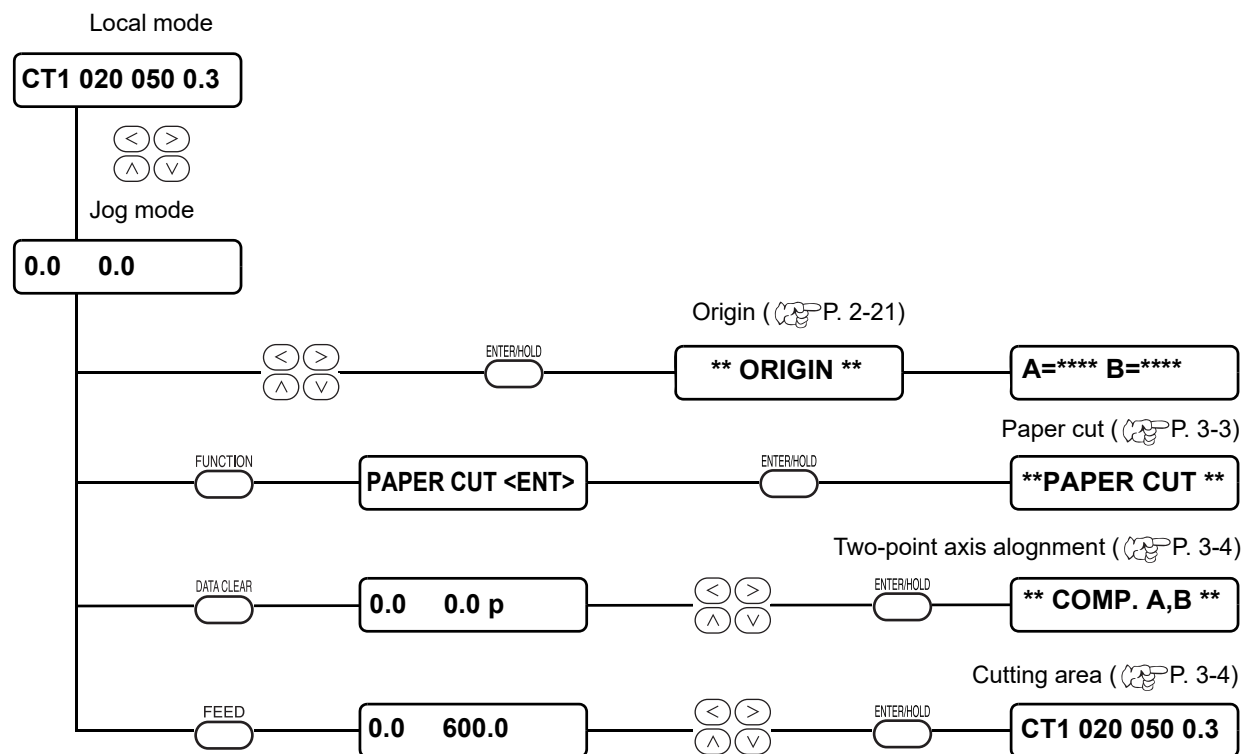 Local mode
CT1 020 050 0.3
< >
∧ ∨
Jog mode
0.0 0.0
Origin ( P. 2-21)
< >
∧ ∨
ENTER/HOLD
** ORIGIN **
A=**** B=****
Paper cut ( P. 3-3)
FUNCTION
PAPER CUT <ENT>
ENTER/HOLD
**PAPER CUT **
Two-point axis alognment ( P. 3-4)
DATA CLEAR
0.0 0.0 p
< >
∧ ∨
ENTER/HOLD
** COMP. A,B **
Cutting area ( P. 3-4)
FEED
0.0 600.0
< >
∧ ∨
ENTER/HOLD
CT1 020 050 0.3